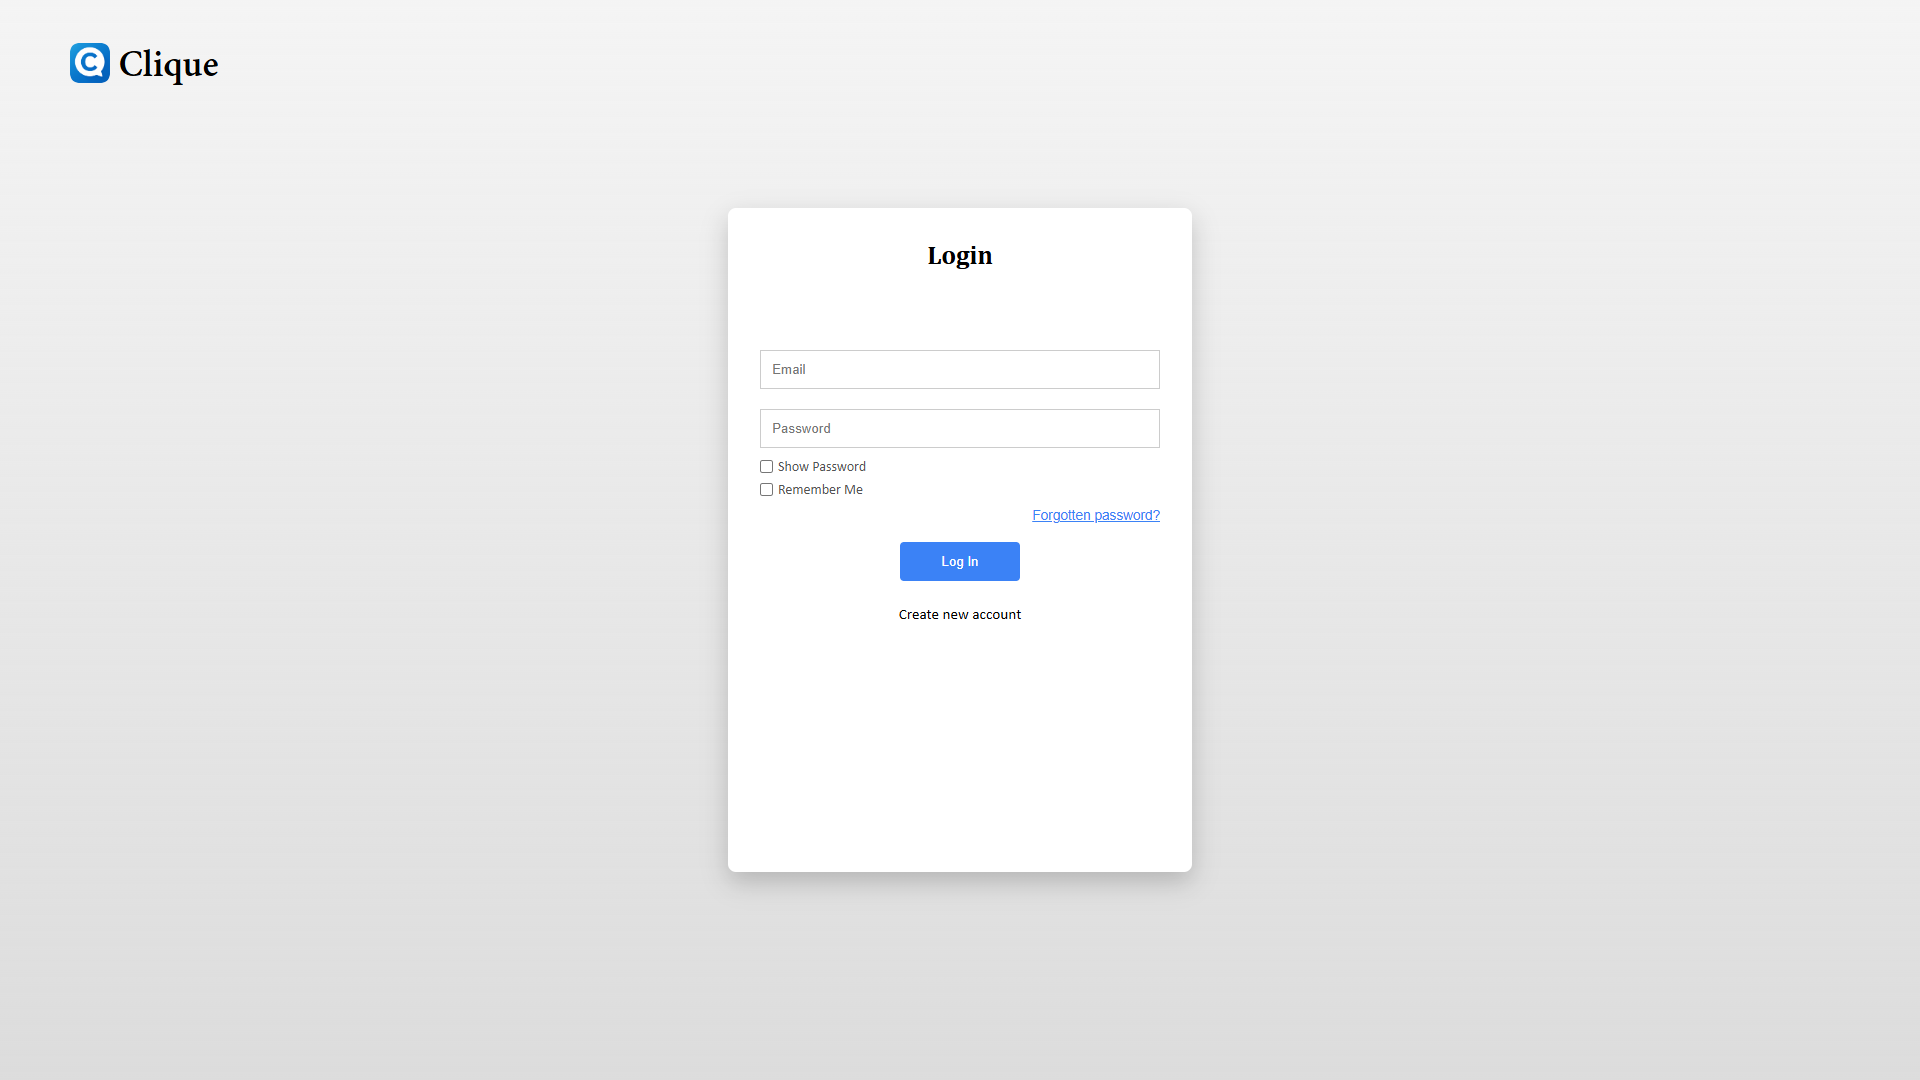 Clique
Login
Email
Password
Show Password
Remember Me
Forgotten password?
Log In
Create new account